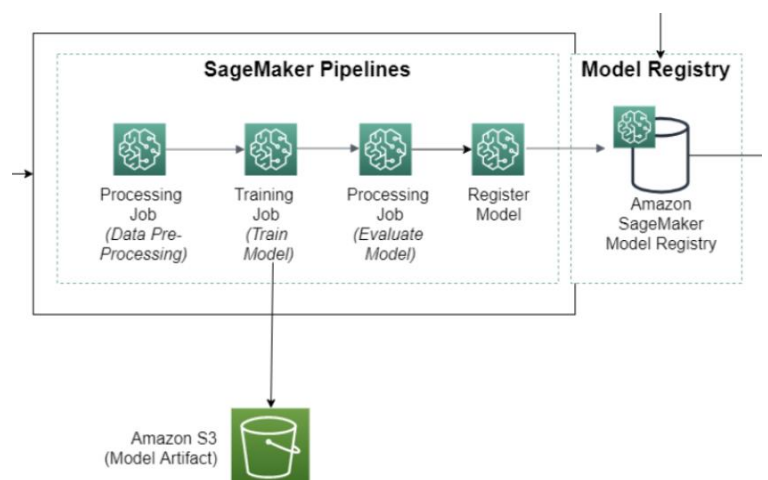 SageMaker Pipelines
Model Registry
Processing
Job
(Data Pre-
Processing)
Training
Job
(Train
Model)
Processing
Job
(Evaluate
Model)
Register
Model
Amazon
SageMaker
Model Registry
Amazon S3
(Model Artifact)